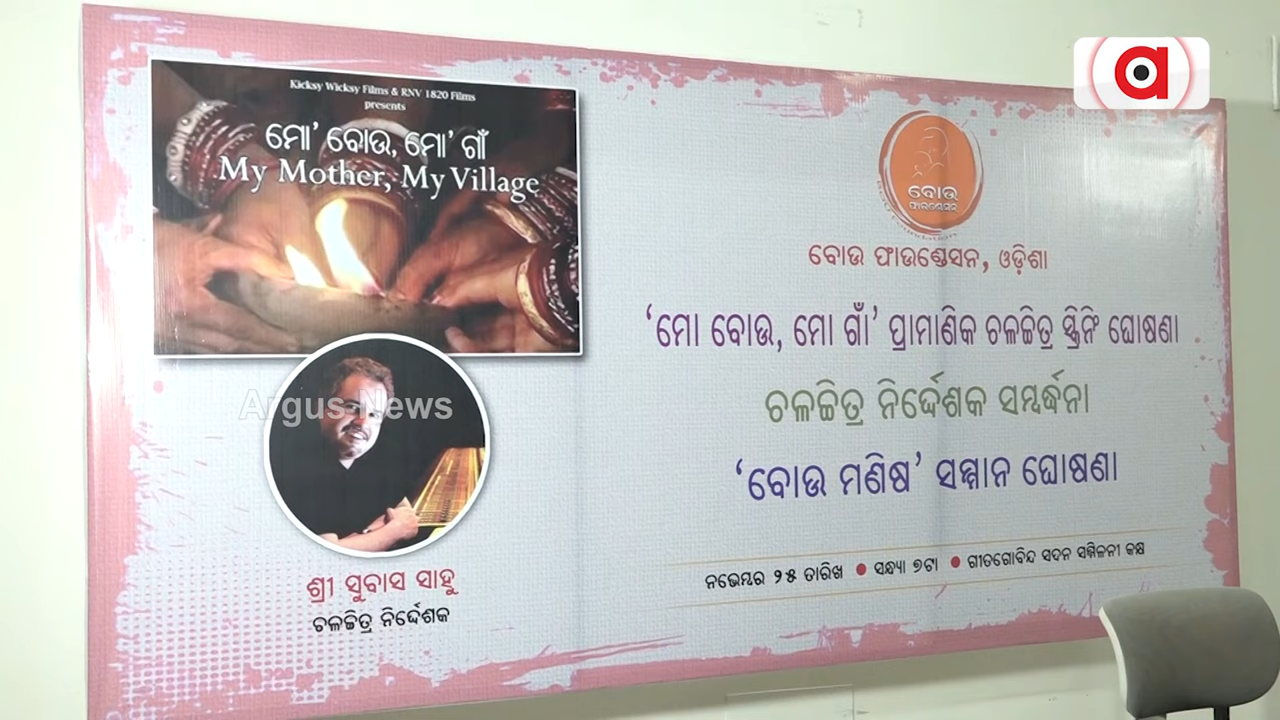 Kicksy Wicksy Films & RNV 1820 Films
presents
ମୋ' ବୋଉ, ମୋ' ଗାଁ
My Mother, My Village
Argus News
ଶ୍ରୀ ସୁବାସ ସାହୁ
ଚଳଚ୍ଚିତ୍ର ନିର୍ଦ୍ଦେଶକ
a
ବୋଉ
ଫାଉଣ୍ଡେସନ୍
ବୋଉ ଫାଉଣ୍ଡେସନ, ଓଡ଼ିଶା
'ମୋ ବୋଉ, ମୋ ଗାଁ' ପ୍ରାମାଣିକ ଚଳଚ୍ଚିତ୍ର ସ୍କ୍ରିନିଂ ଘୋଷଣା
ଚଳଚ୍ଚିତ୍ର ନିର୍ଦ୍ଦେଶକ ସମ୍ବର୍ଦ୍ଧନା
'ବୋଉ ମଣିଷ' ସମ୍ମାନ ଘୋଷଣା
ନଭେମ୍ବର ୨୫ ତାରିଖ ● ସନ୍ଧ୍ୟା ୭ଟା ● ଗୀତଗୋବିନ୍ଦ ସଦନ ସମ୍ମିଳନୀ କକ୍ଷ